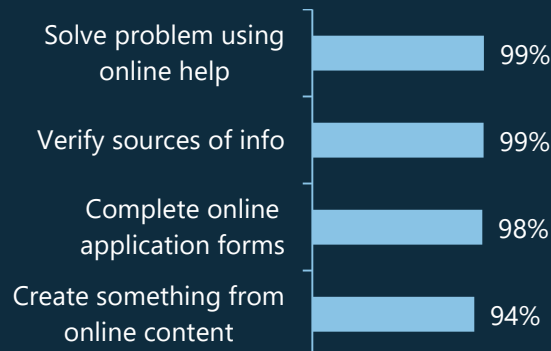 Solve problem using
online help
99%
Verify sources of info
99%
Complete online
application forms
98%
Create something from
online content
94%